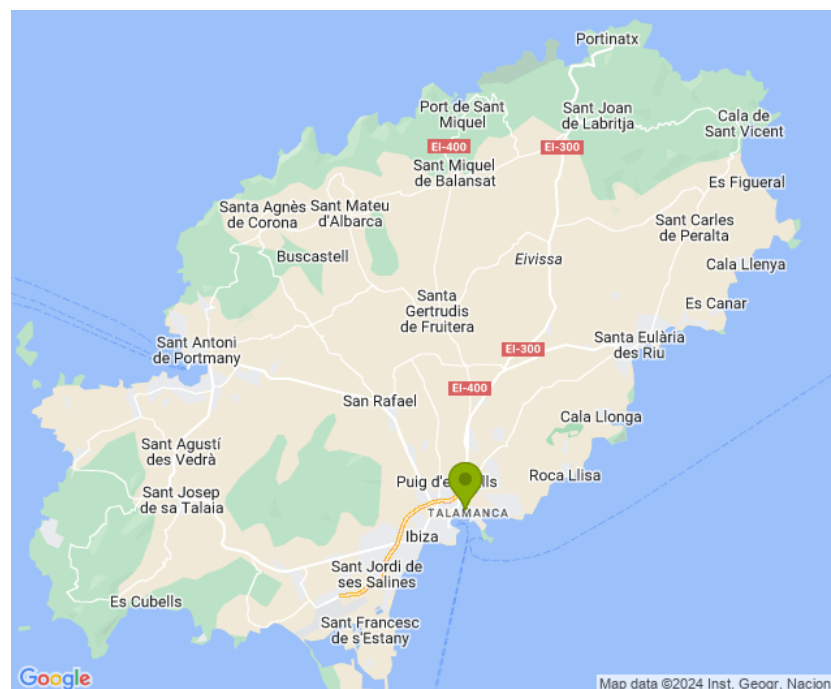 Portinatx
Port de Sant
Miquel
Sant Joan
de Labritja
Cala de
Sant Vicent
EI-400
EI-300
Sant Miquel
de Balansat
Es Figueral
Santa Agnès
de Corona
Sant Mateu
d'Albarca
Sant Carles
de Peralta
Buscastell
Eivissa
Cala Llenya
Santa
Gertrudis
de Fruitera
Es Canar
Sant Antoni
de Portmany
Santa Eulària
des Riu
EI-300
EI-400
San Rafael
Cala Llonga
Sant Agustí
des Vedrà
Roca Llisa
Puig d'e
lls
Sant Josep
de sa Talaia
TALAMANCA
Ibiza
Sant Jordi de
ses Salines
Es Cubells
Sant Francesc
de s'Estany
Google
Map data ©2024 Inst. Geogr. Nacion